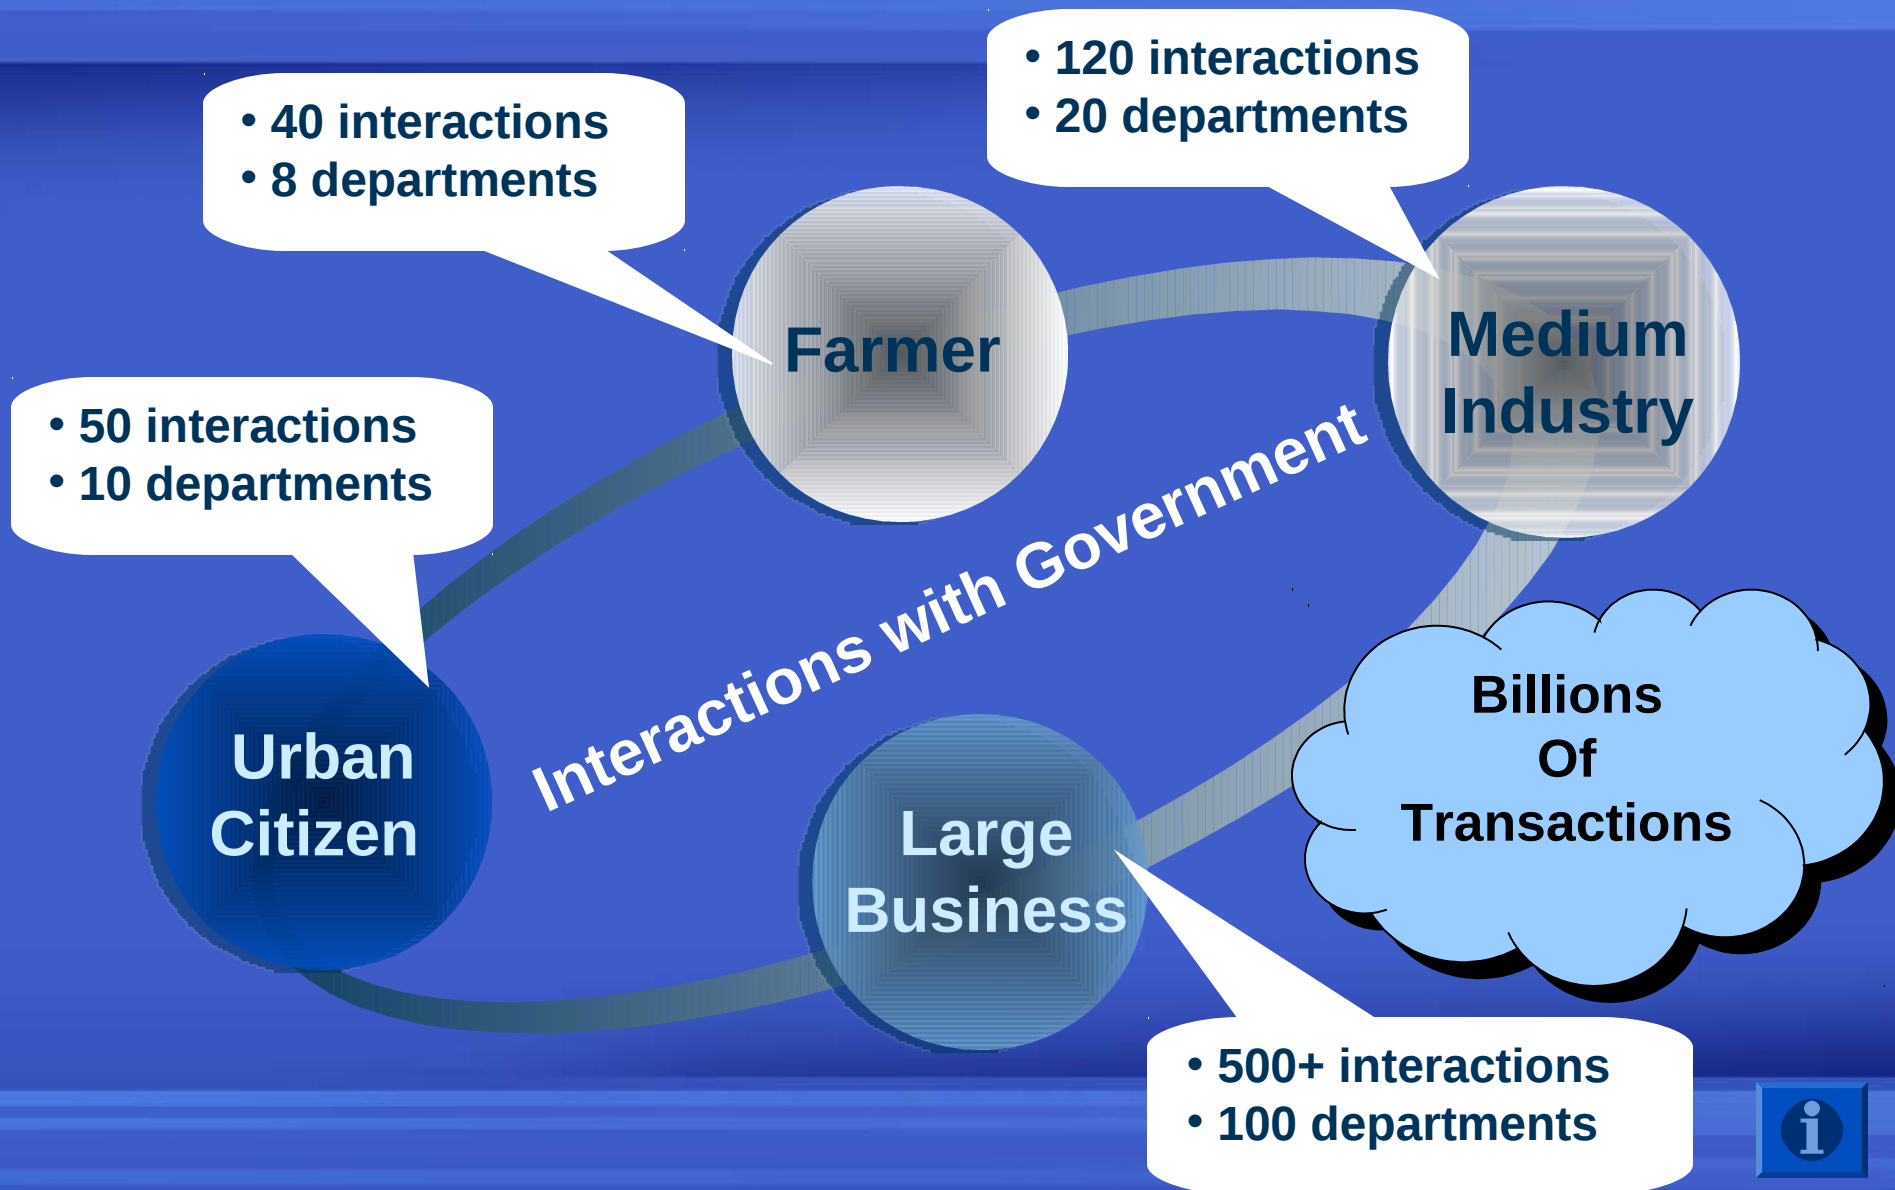 • 120 interactions
• 20 departments
• 40 interactions
• 8 departments
Farmer
Medium
Industry
• 50 interactions
• 10 departments
Interactions with Government
Urban
Citizen
Large
Business
Billions
Of
Transactions
• 500+ interactions
• 100 departments
i